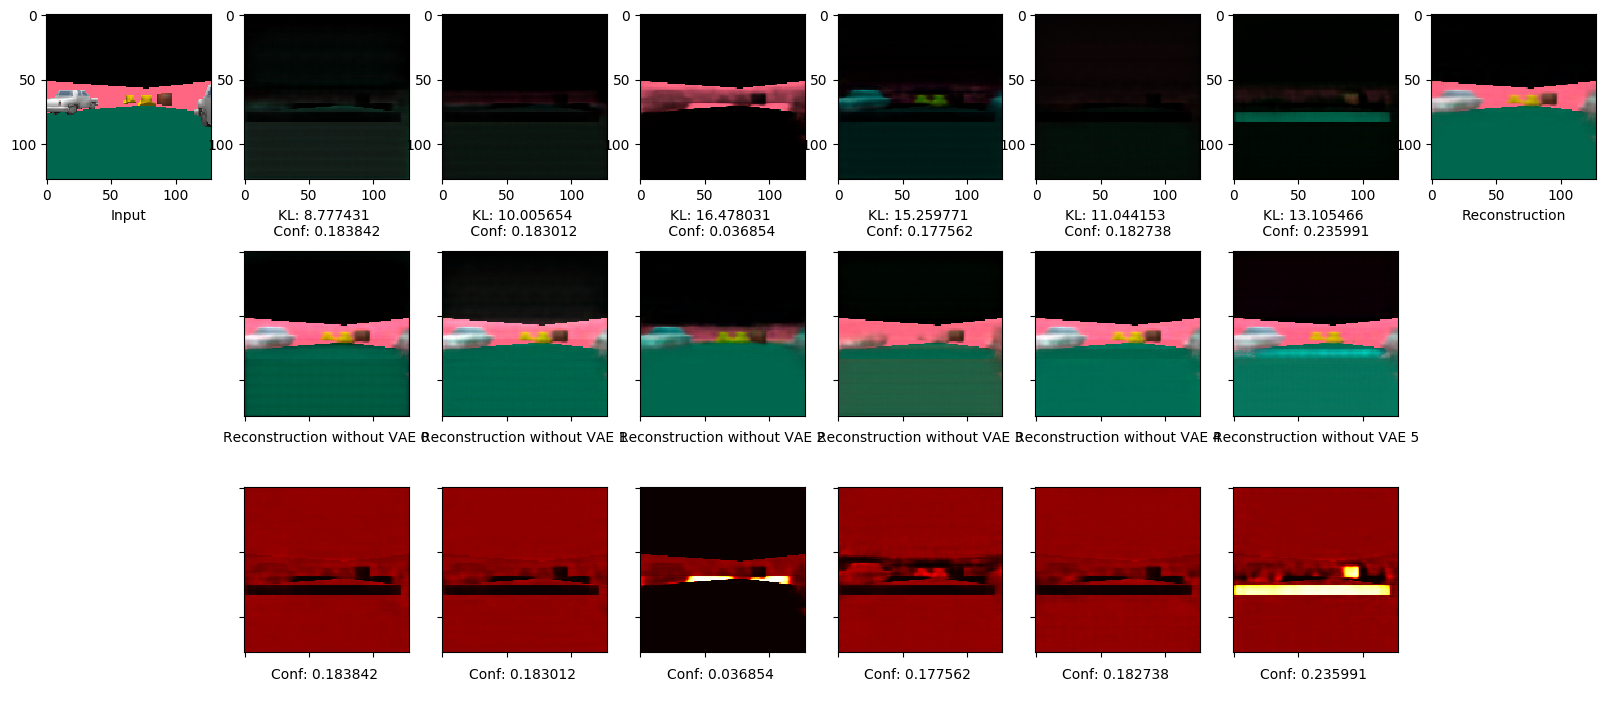 0
0
0
0
0
0
0
0
50
50
50
50
50
50
50
50
100
100
100
100
100
100
100
100
0 50 100
0 50 100
0 50 100
0 50 100
0 50 100
0 50 100
0 50 100
0 50 100
Input
KL: 8.777431
Conf: 0.183842
KL: 10.005654
Conf: 0.183012
KL: 16.478031
Conf: 0.036854
KL: 15.259771
Conf: 0.177562
KL: 11.044153
Conf: 0.182738
KL: 13.105466
Conf: 0.235991
Reconstruction
Reconstruction without VAE 0
Reconstruction without VAE 1
Reconstruction without VAE 2
Reconstruction without VAE 3
Reconstruction without VAE 4
Reconstruction without VAE 5
Conf: 0.183842
Conf: 0.183012
Conf: 0.036854
Conf: 0.177562
Conf: 0.182738
Conf: 0.235991